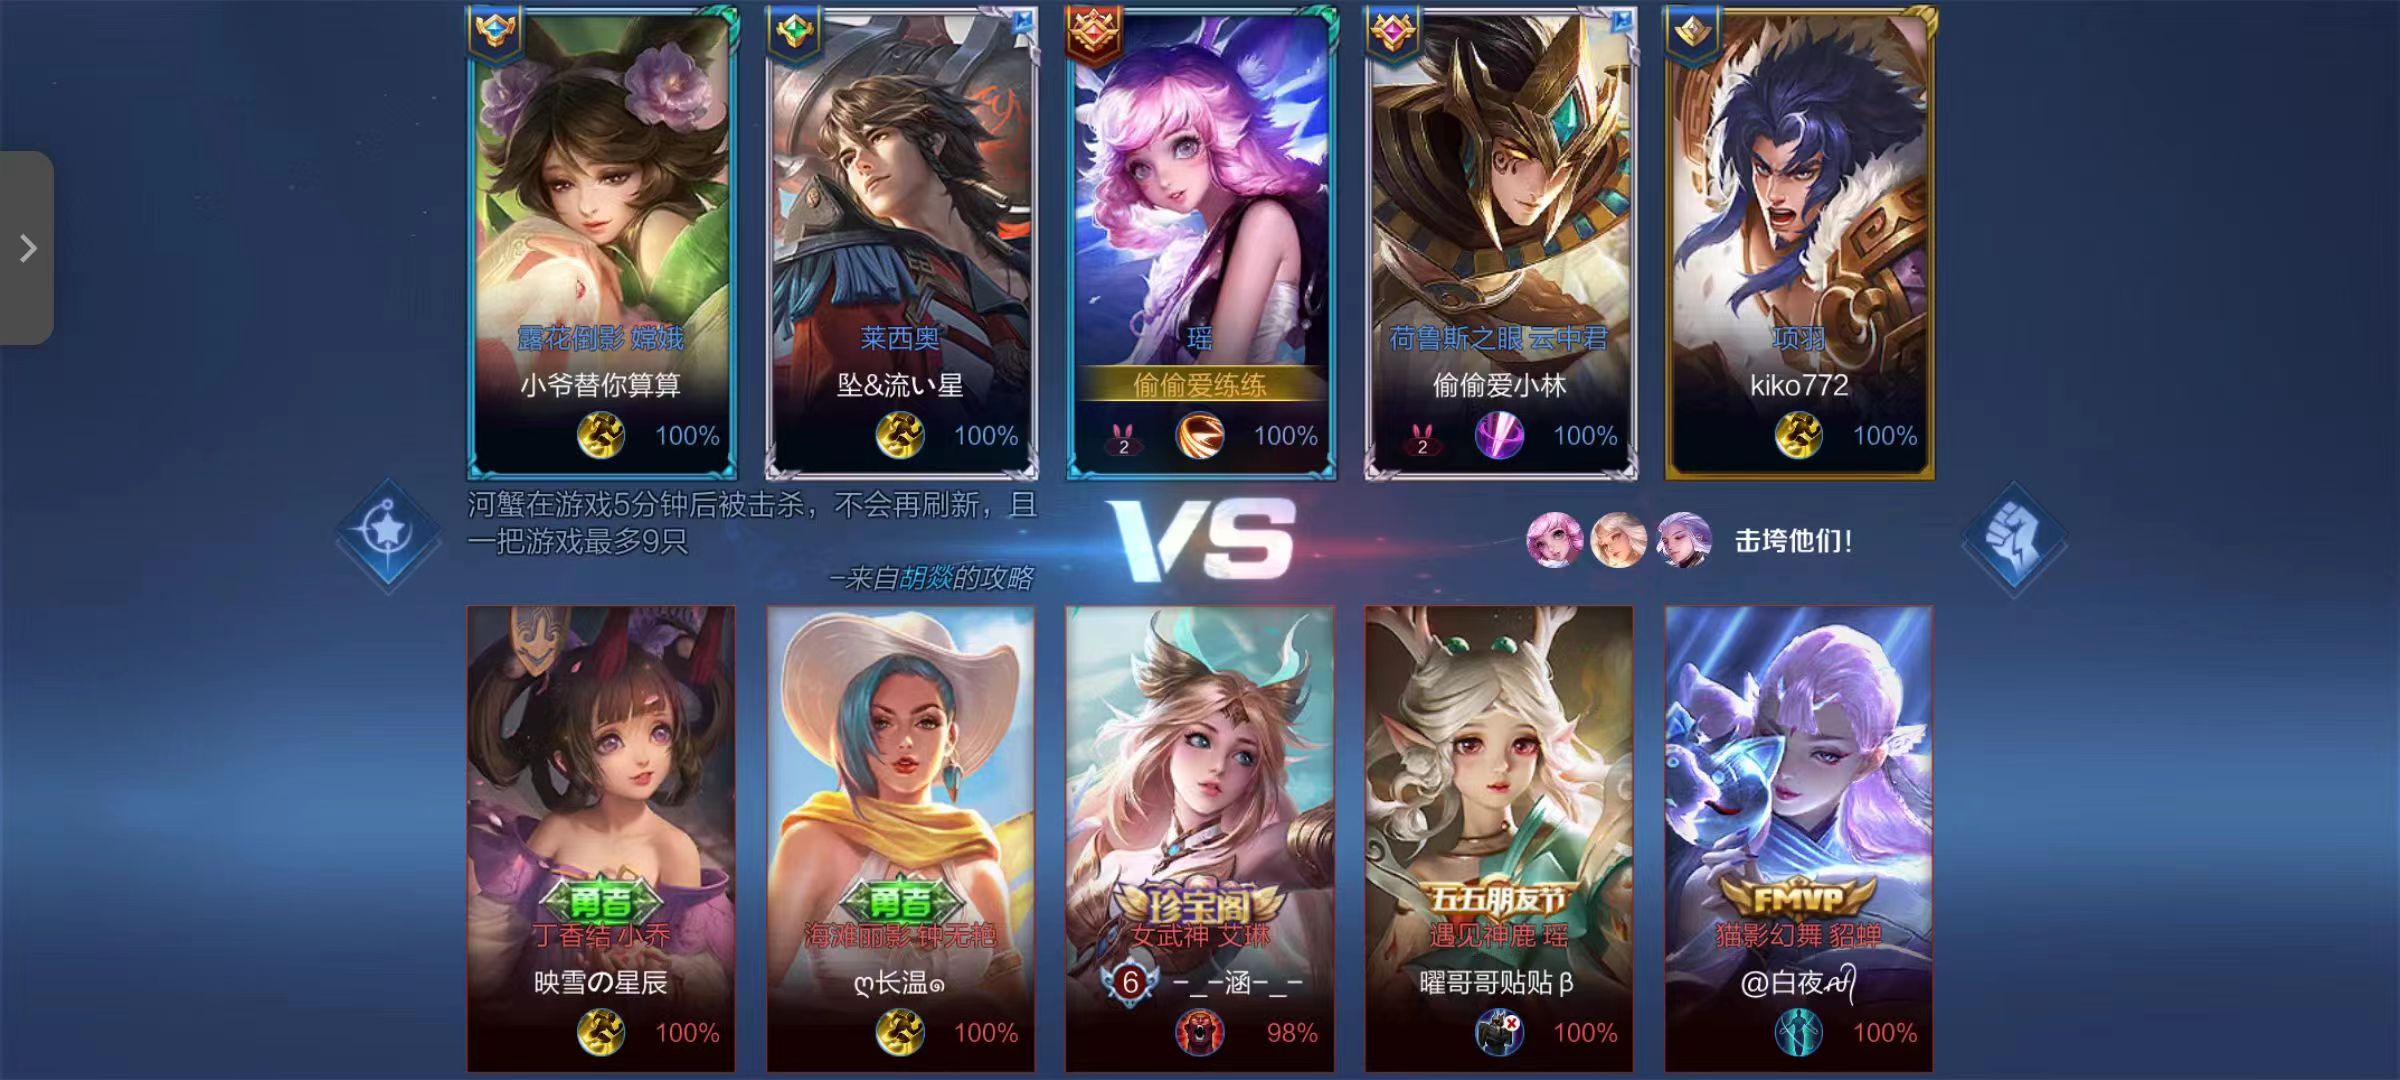 露花倒影 嫦娥
小爷替你算算
100%
莱西奥
坠&流い星
100%
瑶
偷偷爱练练
2
100%
荷鲁斯之眼 云中君
偷偷爱小林
2
100%
项羽
kiko772
100%
河蟹在游戏5分钟后被击杀，不会再刷新，且
一把游戏最多9只
—来自胡燚的攻略
VS
击垮他们！
勇者
丁香结 小乔
映雪の星辰
100%
勇者
海滩丽影 钟无艳
ღ长温๑
100%
珍宝阁
女武神 艾琳
6 -_-涵-_-
98%
五五朋友节
遇见神鹿 瑶
曜哥哥贴贴β
100%
FMVP
猫影幻舞 貂蝉
@白夜
100%